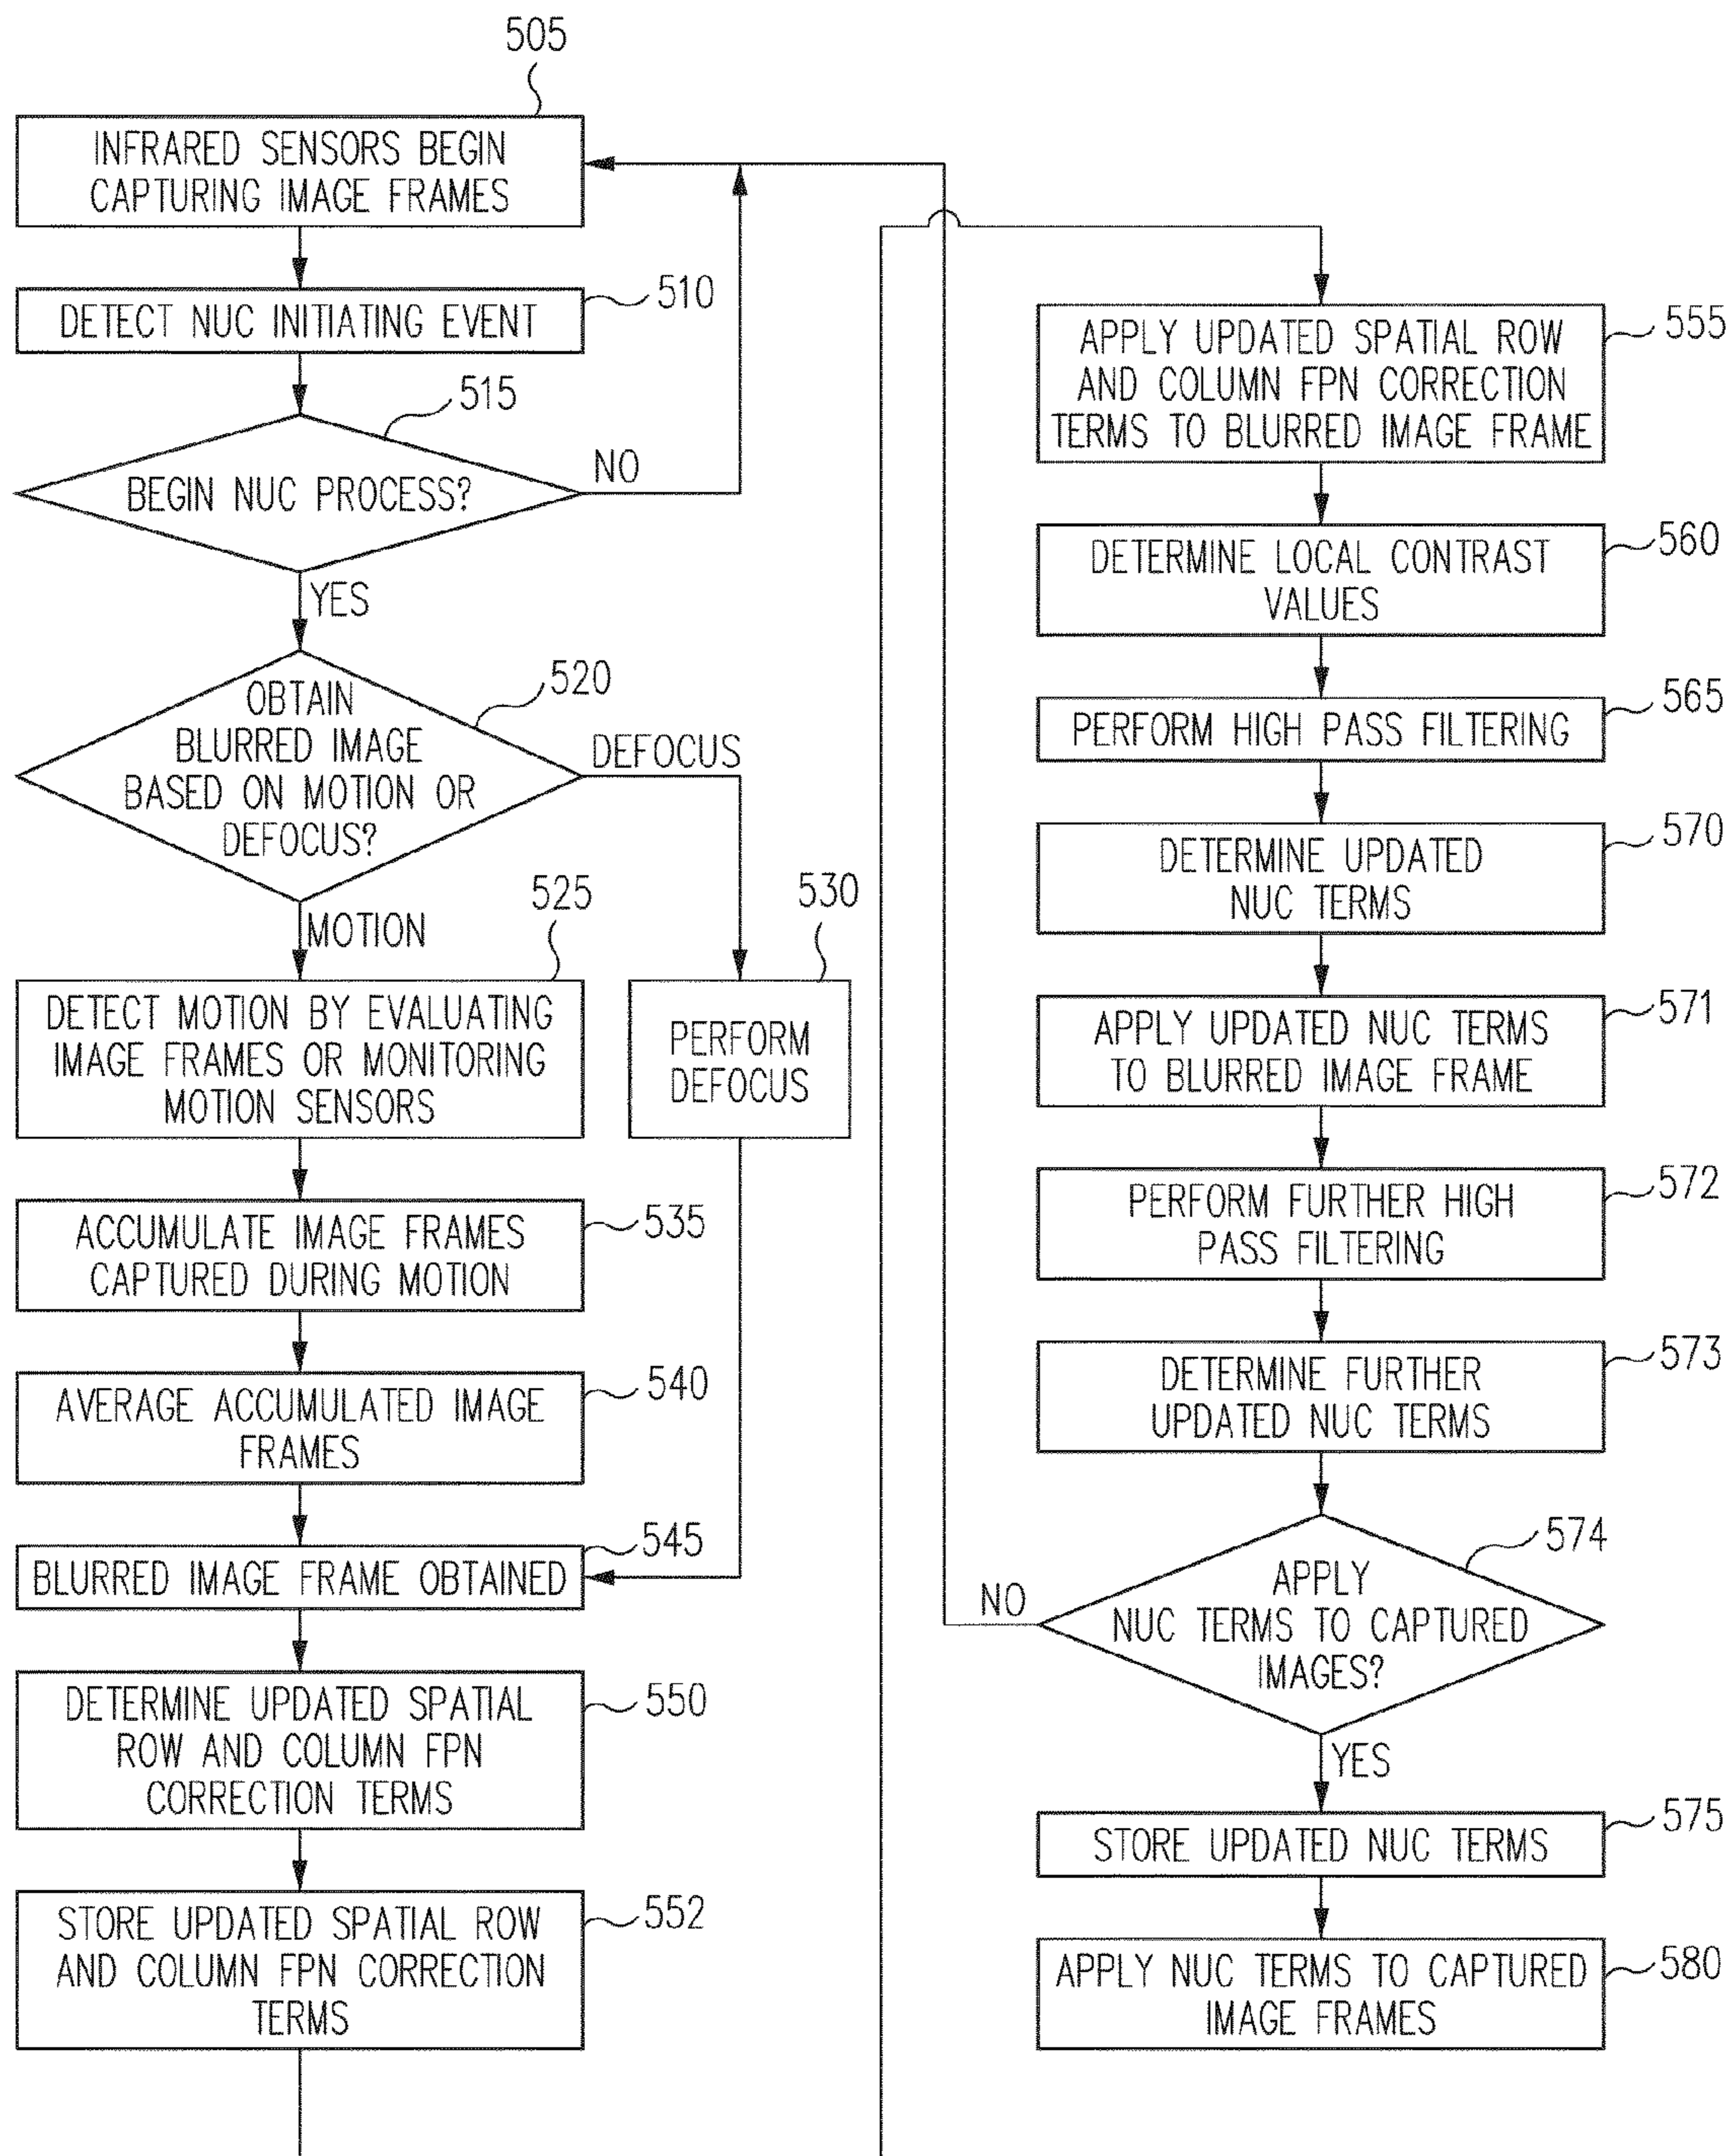 505
INFRARED SENSORS BEGIN
CAPTURING IMAGE FRAMES
DETECT NUC INITIATING EVENT
510
515
BEGIN NUC PROCESS?
NO
YES
520
OBTAIN
BLURRED IMAGE
BASED ON MOTION OR
DEFOCUS?
DEFOCUS
MOTION
525
DETECT MOTION BY EVALUATING
IMAGE FRAMES OR MONITORING
MOTION SENSORS
530
PERFORM
DEFOCUS
ACCUMULATE IMAGE FRAMES
CAPTURED DURING MOTION
535
AVERAGE ACCUMULATED IMAGE
FRAMES
540
545
BLURRED IMAGE FRAME OBTAINED
DETERMINE UPDATED SPATIAL
ROW AND COLUMN FPN
CORRECTION TERMS
550
STORE UPDATED SPATIAL ROW
AND COLUMN FPN CORRECTION
TERMS
552
APPLY UPDATED SPATIAL ROW
AND COLUMN FPN CORRECTION
TERMS TO BLURRED IMAGE FRAME
555
DETERMINE LOCAL CONTRAST
VALUES
560
PERFORM HIGH PASS FILTERING
565
DETERMINE UPDATED
NUC TERMS
570
APPLY UPDATED NUC TERMS
TO BLURRED IMAGE FRAME
571
PERFORM FURTHER HIGH
PASS FILTERING
572
DETERMINE FURTHER
UPDATED NUC TERMS
573
574
APPLY
NUC TERMS TO CAPTURED
IMAGES?
NO
YES
STORE UPDATED NUC TERMS
575
APPLY NUC TERMS TO CAPTURED
IMAGE FRAMES
580